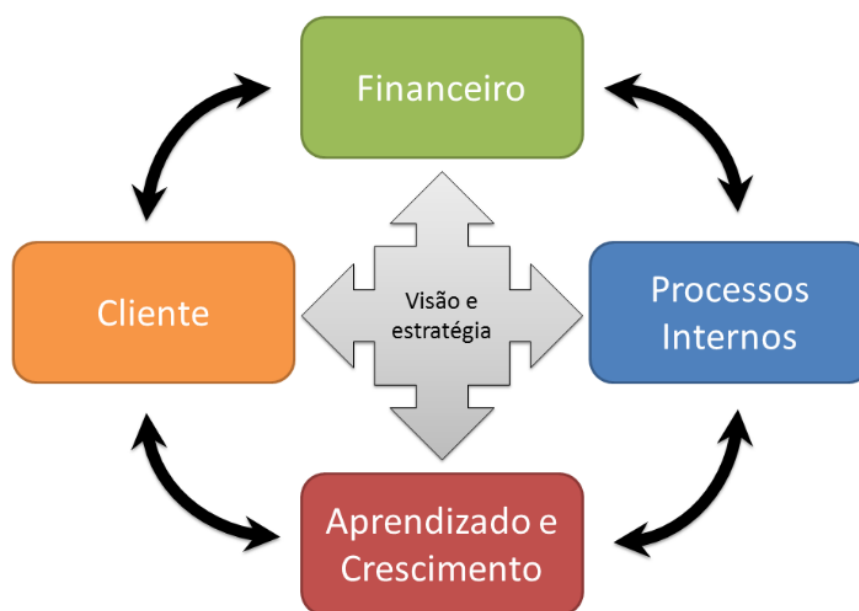 Financeiro
Cliente
Visão e
estratégia
Processos
Internos
Aprendizado e
Crescimento